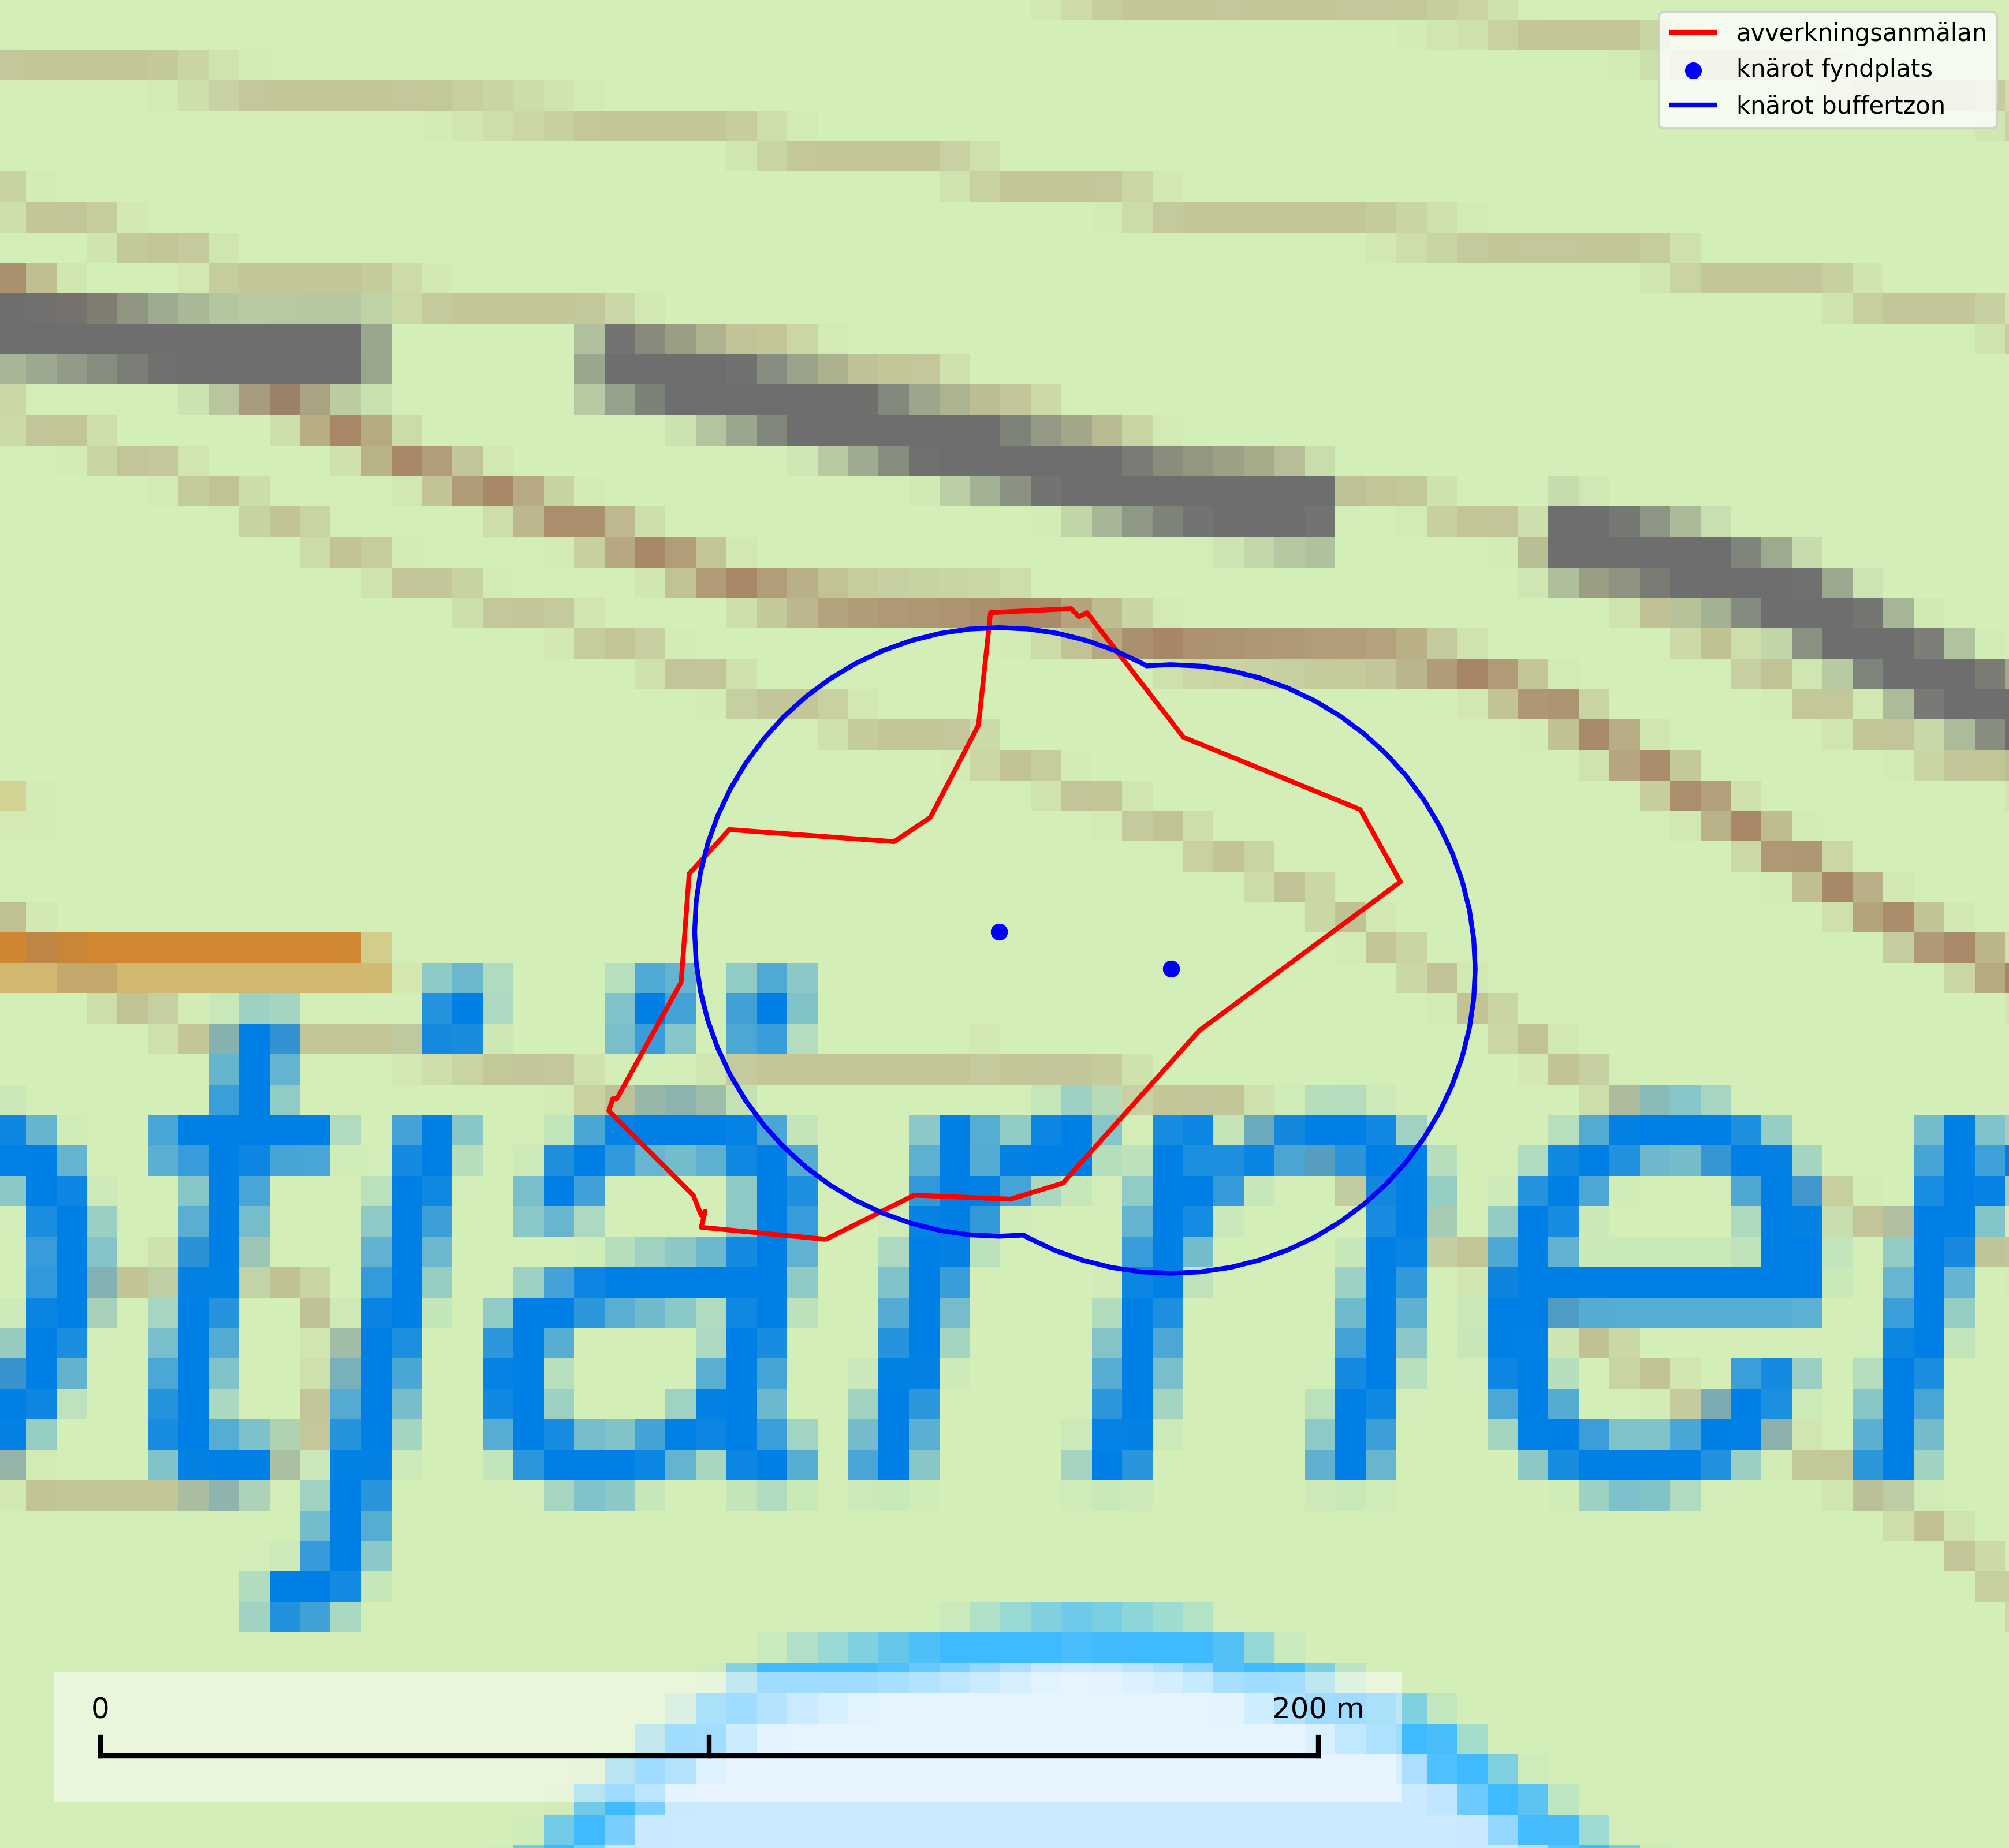 avverkningsanmälan
knärot fyndplats
knärot buffertzon
0
200 m